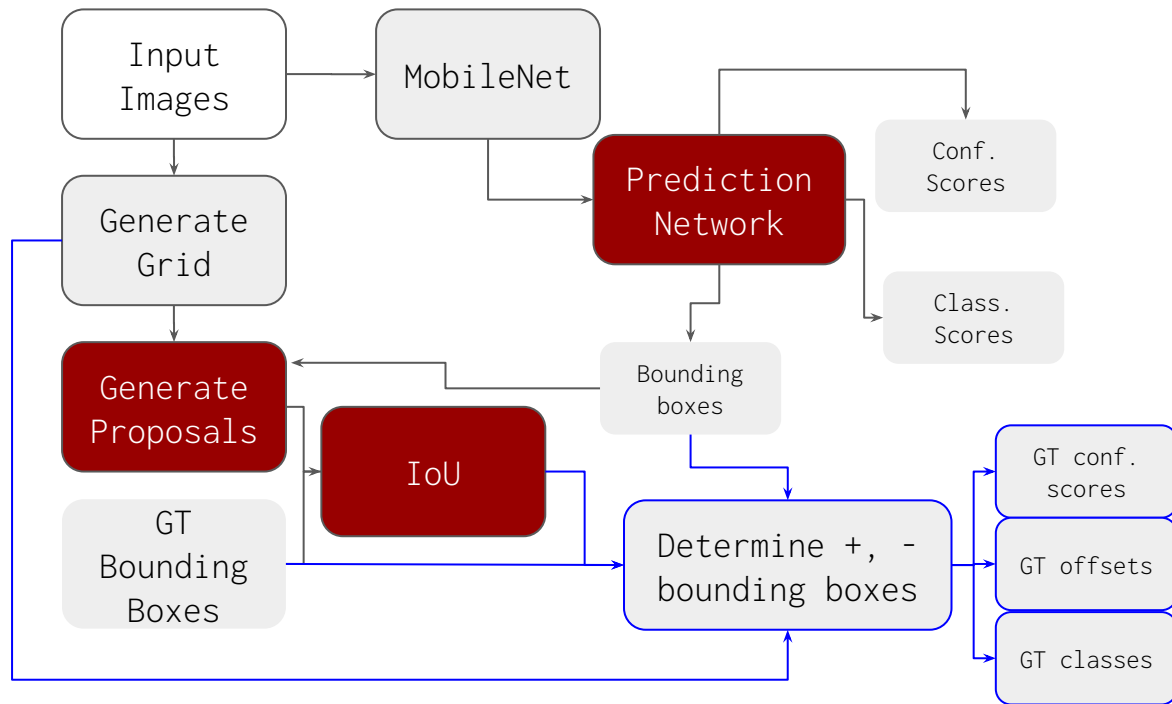 Input
Images
MobileNet
Conf.
Scores
Prediction
Network
Generate
Grid
Class.
Scores
Generate
Proposals
Bounding
boxes
IoU
GT conf.
scores
GT
Bounding
Boxes
Determine +, -
bounding boxes
GT offsets
GT classes